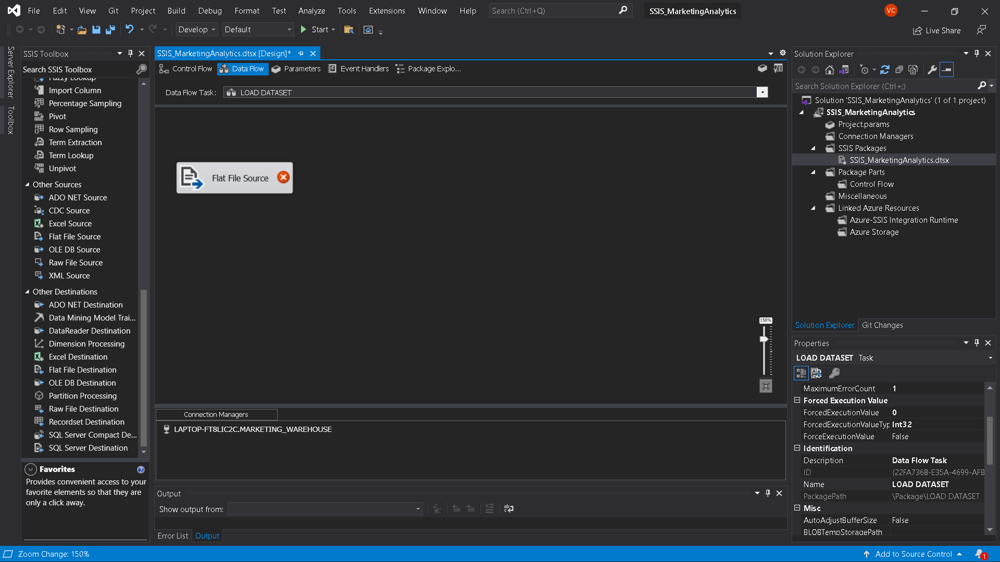 File Edit View Git Project Build Debug Format Test Analyze Tools Extensions Window Help Search (Ctrl+Q) SSIS_MarketingAnalytics VC
Develop Default Start Live Share
Server Explorer
Toolbox
SSIS Toolbox
Search SSIS Toolbox
Fuzzy Lookup
Import Column
Percentage Sampling
Pivot
Row Sampling
Term Extraction
Term Lookup
Unpivot
Other Sources
ADO NET Source
CDC Source
Excel Source
Flat File Source
OLE DB Source
Raw File Source
XML Source
Other Destinations
ADO NET Destination
Data Mining Model Trai...
DataReader Destination
Dimension Processing
Excel Destination
Flat File Destination
OLE DB Destination
Partition Processing
Raw File Destination
Recordset Destination
SQL Server Compact De...
SQL Server Destination
Favorites
Provides convenient access to your
favorite elements so that they are
only a click away.
SSIS_MarketingAnalytics.dtsx [Design]*
Control Flow Data Flow Parameters Event Handlers Package Explo...
Data Flow Task: LOAD DATASET
Flat File Source
150%
Connection Managers
LAPTOP-FT8LIC2C.MARKETING_WAREHOUSE
Output
Show output from:
Error List Output
Solution Explorer
Search Solution Explorer (Ctrl+;)
Solution 'SSIS_MarketingAnalytics' (1 of 1 project)
SSIS_MarketingAnalytics
Project.params
Connection Managers
SSIS Packages
SSIS_MarketingAnalytics.dtsx
Package Parts
Control Flow
Miscellaneous
Linked Azure Resources
Azure-SSIS Integration Runtime
Azure Storage
Solution Explorer Git Changes
Properties
LOAD DATASET Task
MaximumErrorCount 1
Forced Execution Value
ForcedExecutionValue 0
ForcedExecutionValueTyp Int32
ForceExecutionValue False
Identification
Description Data Flow Task
ID {22FA7368-E35A-4699-AFB
Name LOAD DATASET
PackagePath \Package\LOAD DATASET
Misc
AutoAdjustBufferSize False
BLOBTempStoragePath
Zoom Change: 150% Add to Source Control 1